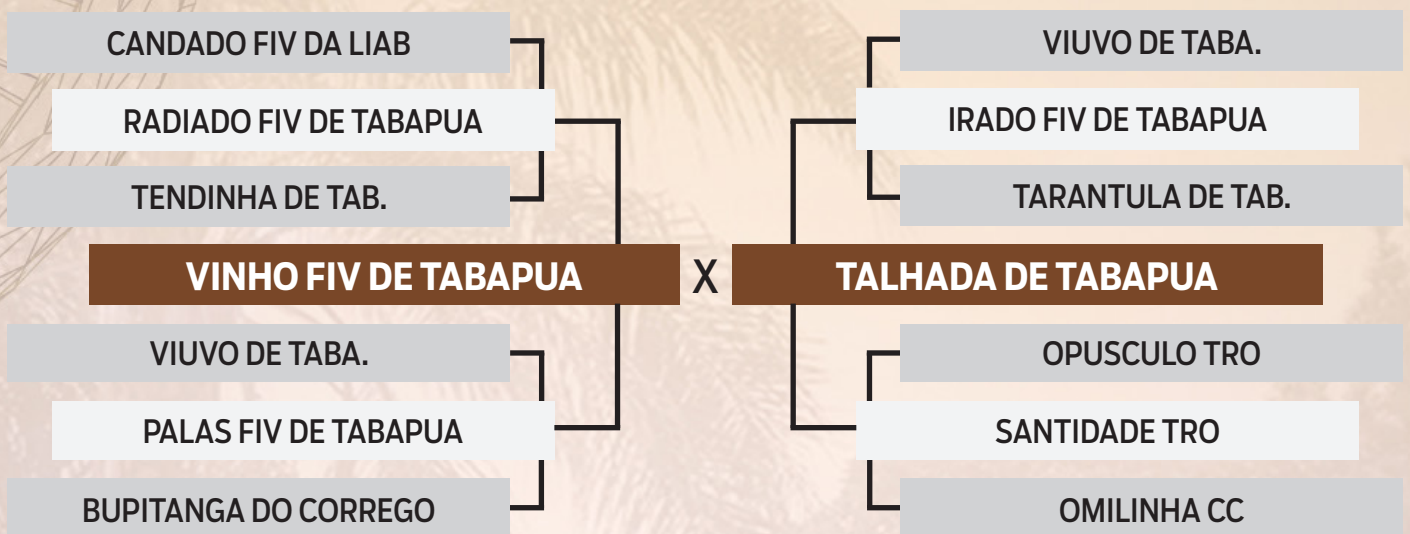 CANDADO FIV DA LIAB
RADIADO FIV DE TABAPUA
TENDINHA DE TAB.
VINHO FIV DE TABAPUA
VIUVO DE TABA.
PALAS FIV DE TABAPUA
BUPITANGA DO CORREGO
X
VIUVO DE TABA.
IRADO FIV DE TABAPUA
TARANTULA DE TAB.
TALHADA DE TABAPUA
OPUSCULO TRO
SANTIDADE TRO
OMILINHA CC